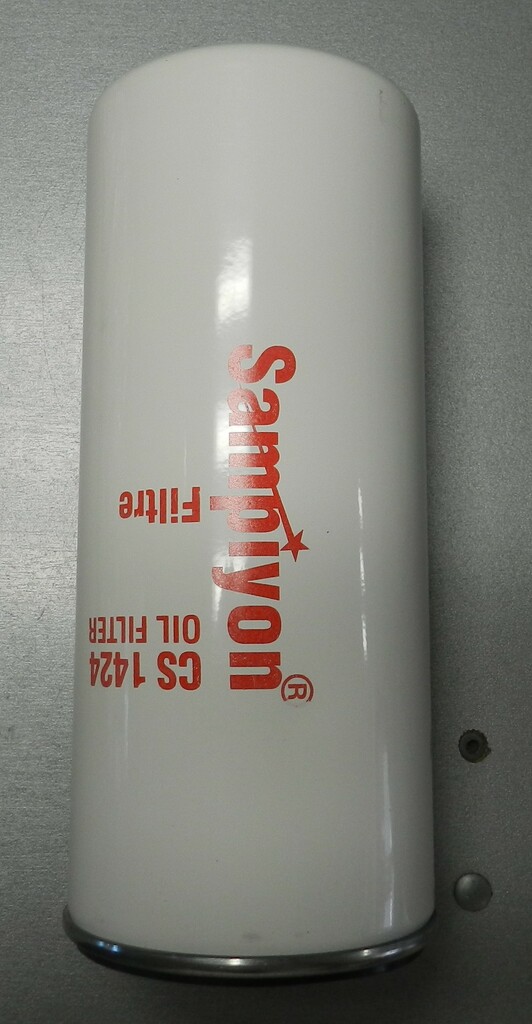 Sampiyon®
Filtre
OIL FILTER
CS 1424